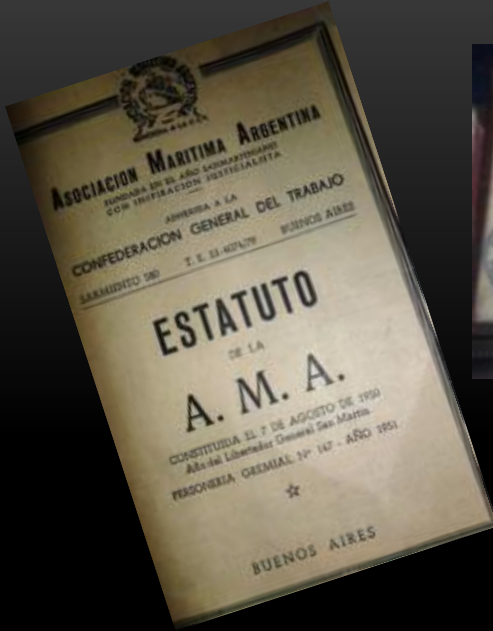 ASOCIACION MARITIMA ARGENTINA
FUNDADA EN EL AÑO SANMARTINIANO
CON INSPIRACION JUSTICIALISTA
ADHERIDA A LA
CONFEDERACION GENERAL DEL TRABAJO
SARMIENTO 580 T. E. BUENOS AIRES
ESTATUTO
DE LA
A. M. A.
CONSTITUIDA EL 7 DE AGOSTO DE 1950
Año del Libertador General San Martín
PERSONERIA GREMIAL Nº 167 - AÑO 1951
BUENOS AIRES